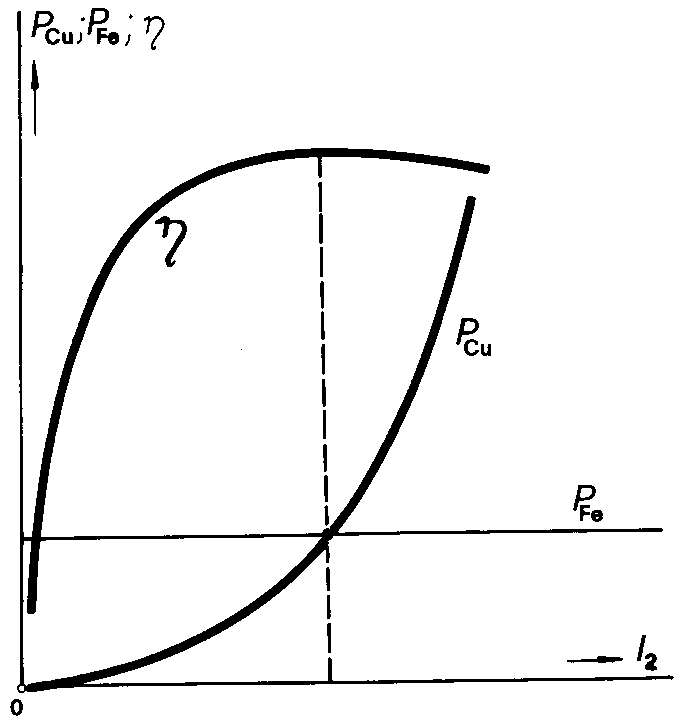 P_Cu; P_Fe; η
η
P_Cu
P_Fe
I_2
0